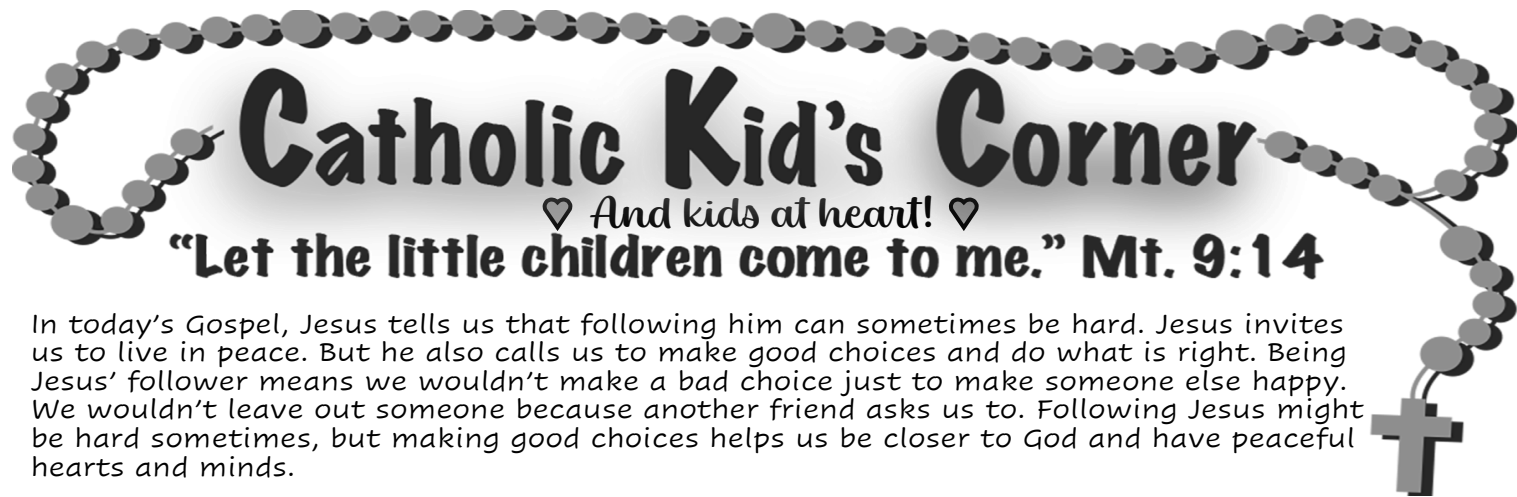 Catholic Kid's Corner
And kids at heart!
“Let the little children come to me.” Mt. 9:14
In today’s Gospel, Jesus tells us that following him can sometimes be hard. Jesus invites
us to live in peace. But he also calls us to make good choices and do what is right. Being
Jesus’ follower means we wouldn’t make a bad choice just to make someone else happy.
We wouldn’t leave out someone because another friend asks us to. Following Jesus might
be hard sometimes, but making good choices helps us be closer to God and have peaceful
hearts and minds.